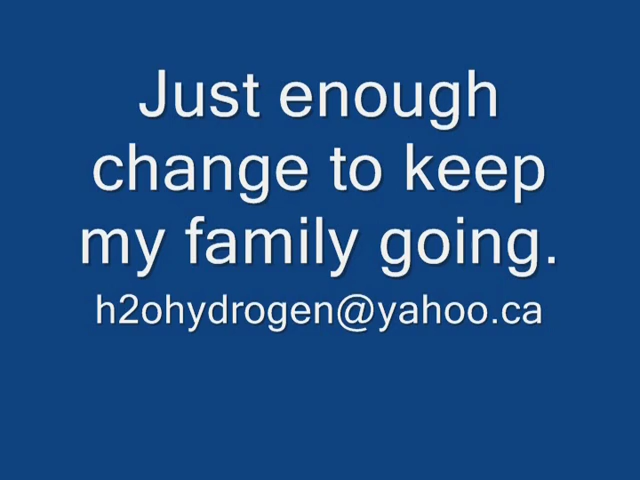 Just enough
change to keep
my family going.
h2ohydrogen@yahoo.ca